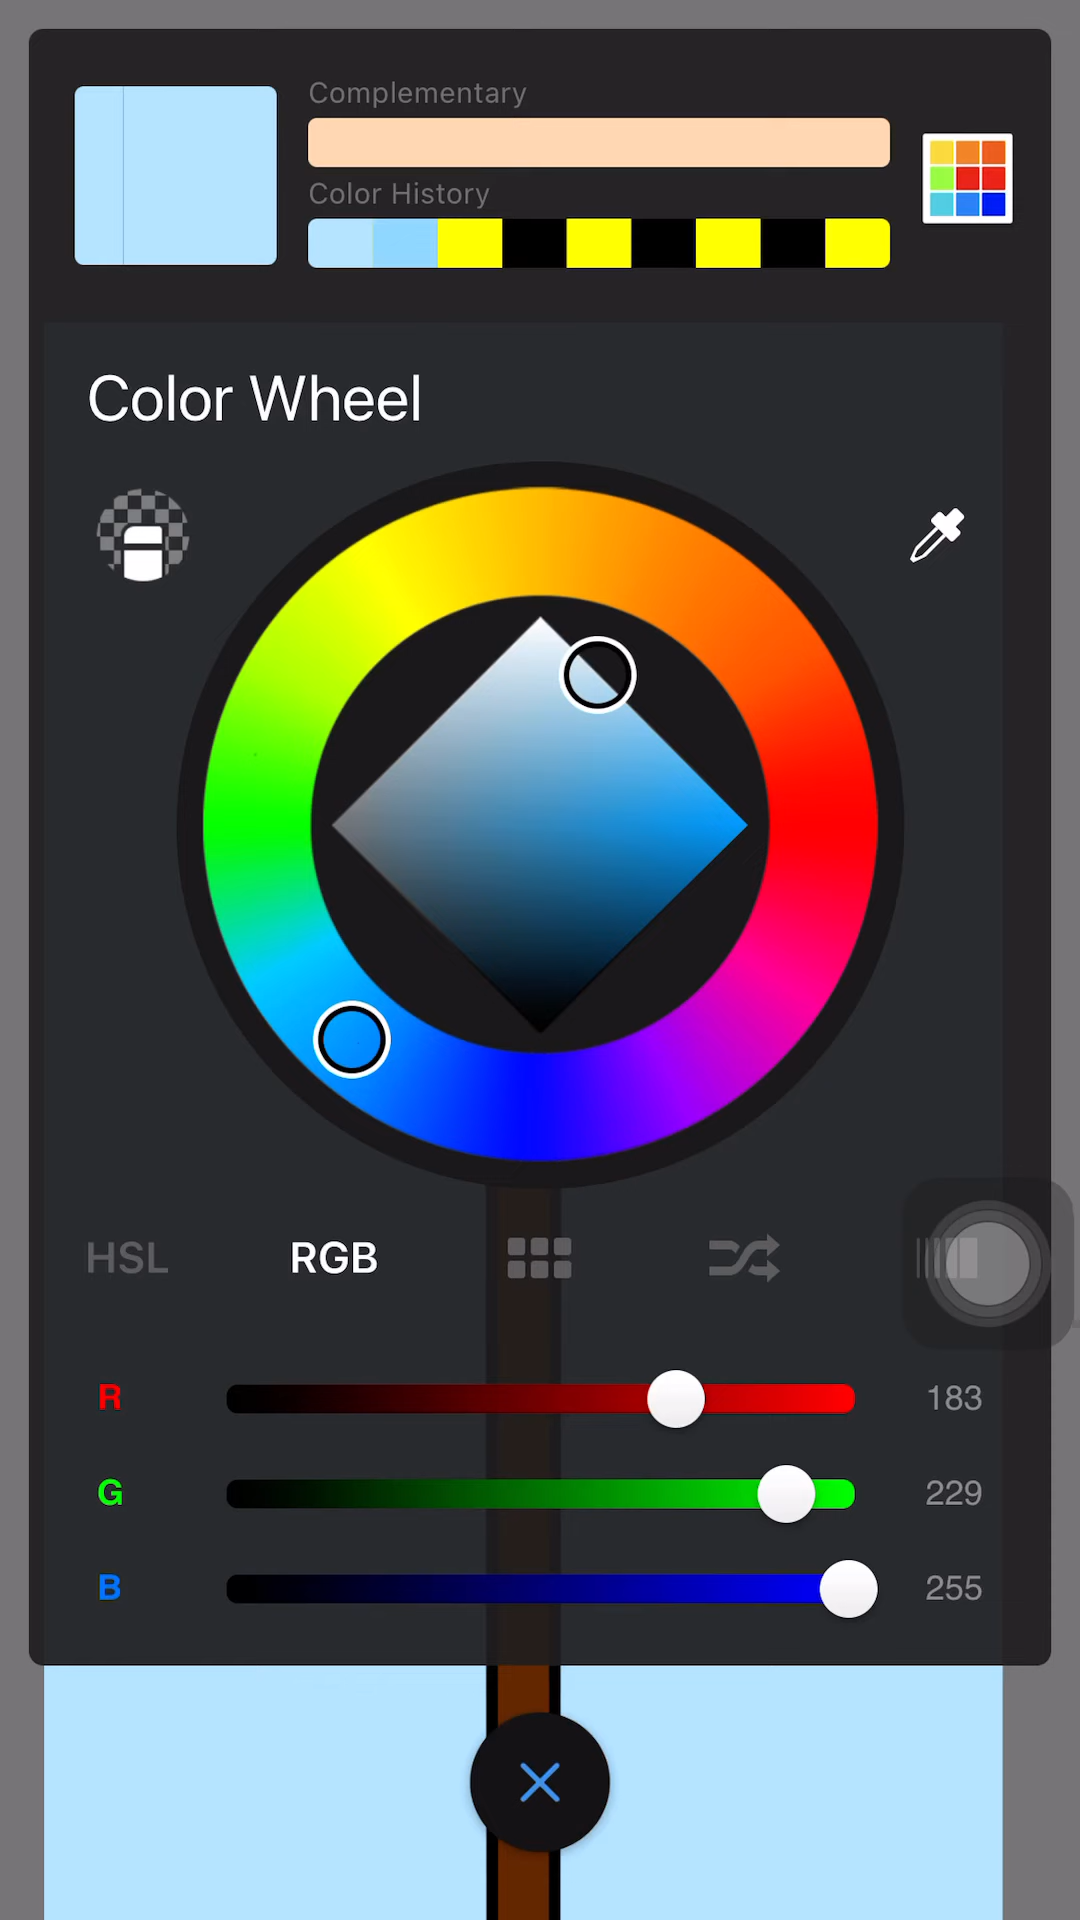 Complementary
Color History
Color Wheel
HSL RGB
R 183
G 229
B 255